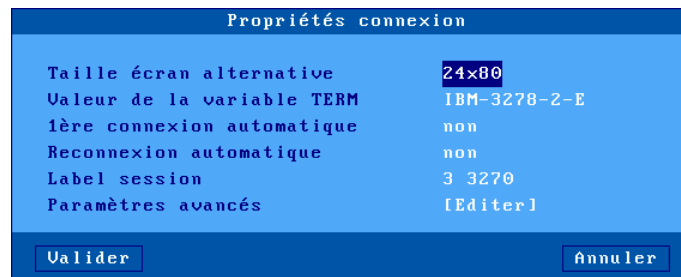 Propriétés connexion
Taille écran alternative 24x80
Valeur de la variable TERM IBM-3278-2-E
1ère connexion automatique non
Reconnexion automatique non
Label session 3 3270
Paramètres avancés [Editer]
Valider Annuler